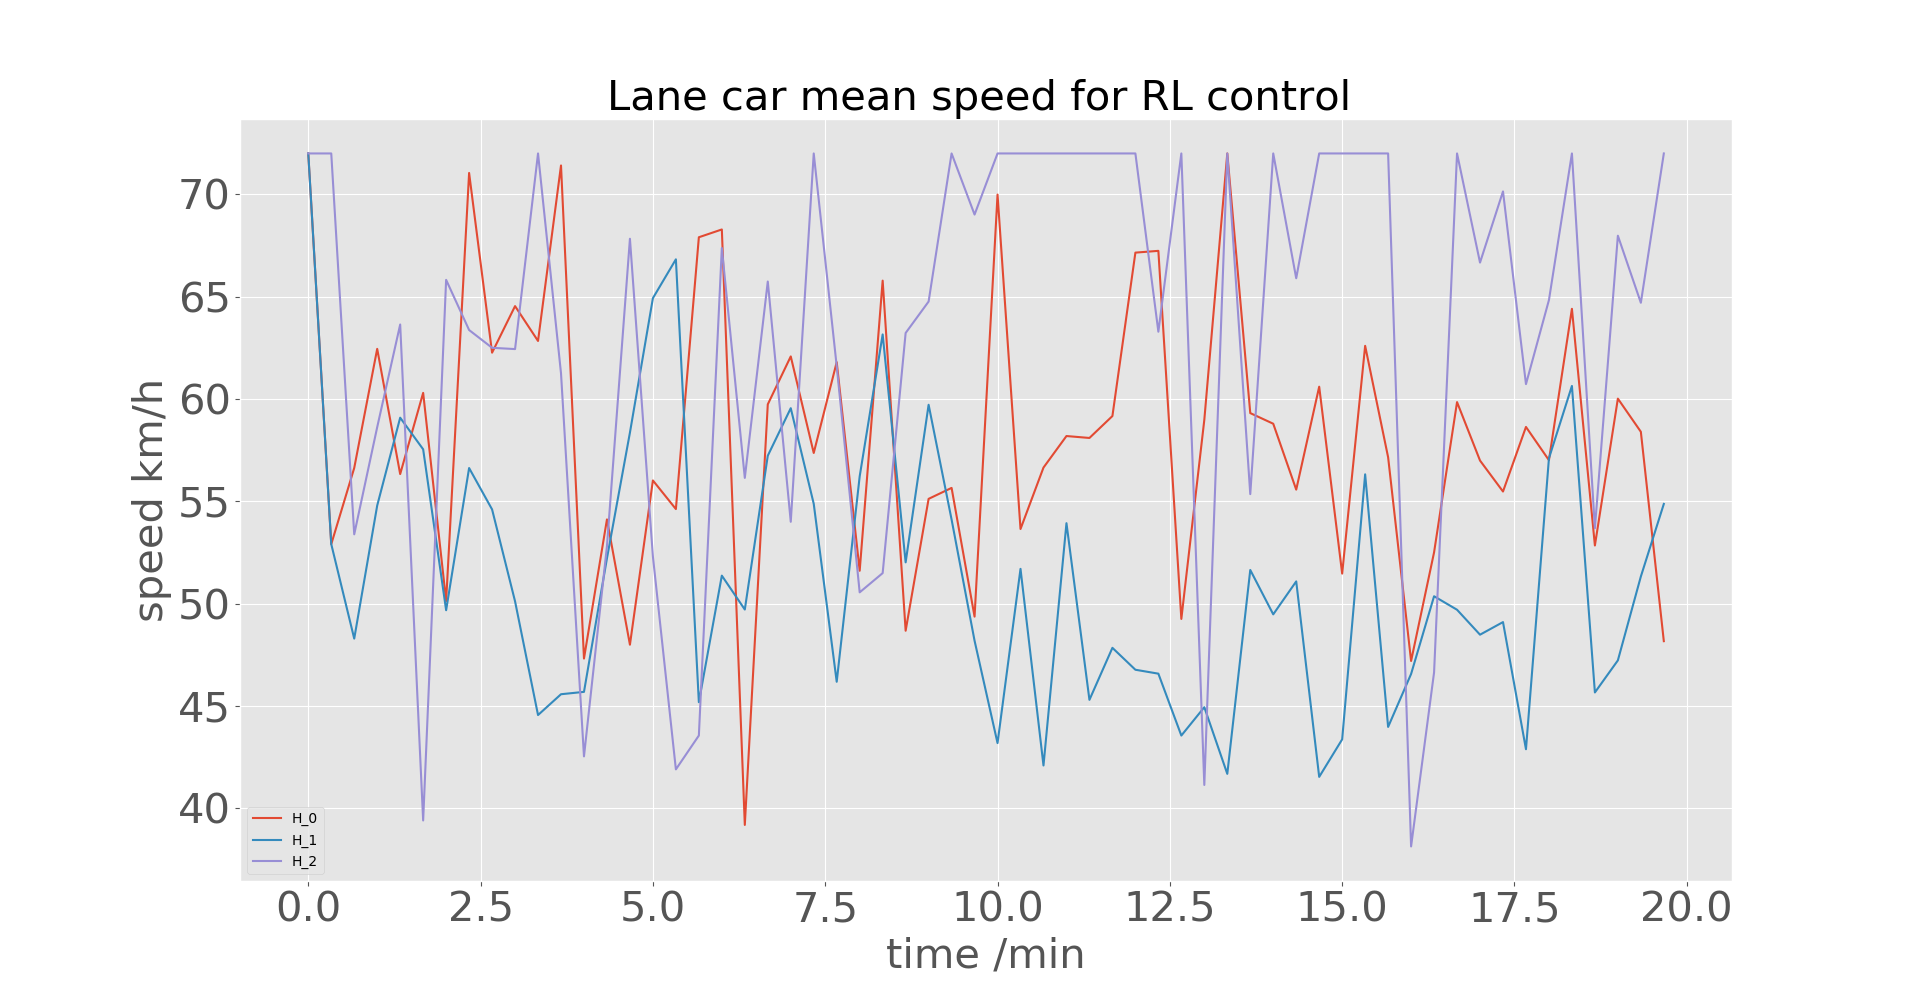 Lane car mean speed for RL control
speed km/h
70
65
60
55
50
45
40
H_0
H_1
H_2
0.0 2.5 5.0 7.5 10.0 12.5 15.0 17.5 20.0
time /min